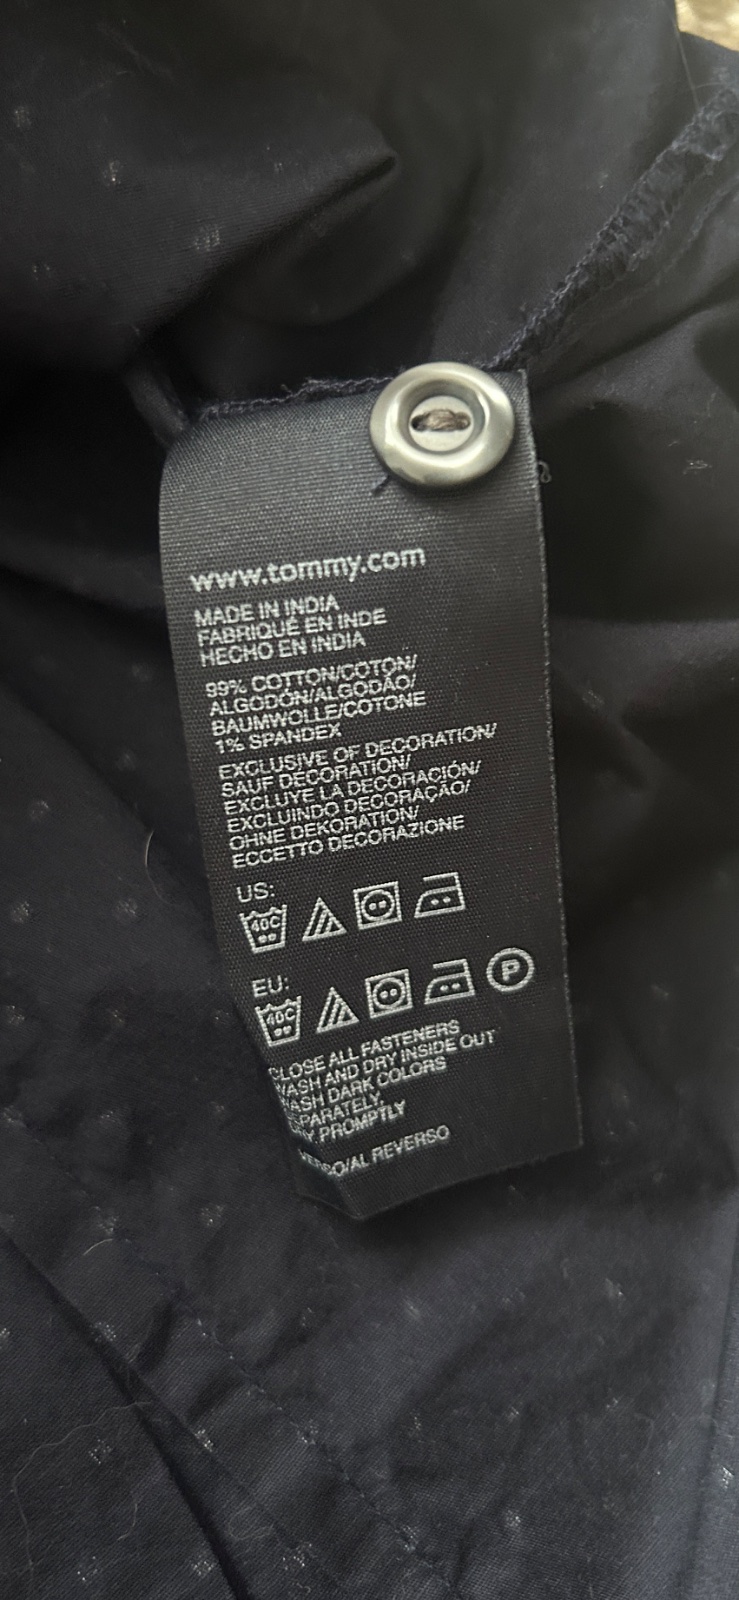 www.tommy.com
MADE IN INDIA
FABRIQUÉ EN INDE
HECHO EN INDIA
99% COTTON/COTON/
ALGODÓN/ALGODÃO/
BAUMWOLLE/COTONE
1% SPANDEX
EXCLUSIVE OF DECORATION/
SAUF DÉCORATION/
EXCLUYE LA DECORACIÓN/
EXCLUINDO DECORAÇÃO/
OHNE DEKORATION/
ECCETTO DECORAZIONE
US:
40C
EU:
40C P
CLOSE ALL FASTENERS
WASH AND DRY INSIDE OUT
WASH DARK COLORS
PARATELY,
PROMPTLY
/AL REVERSO